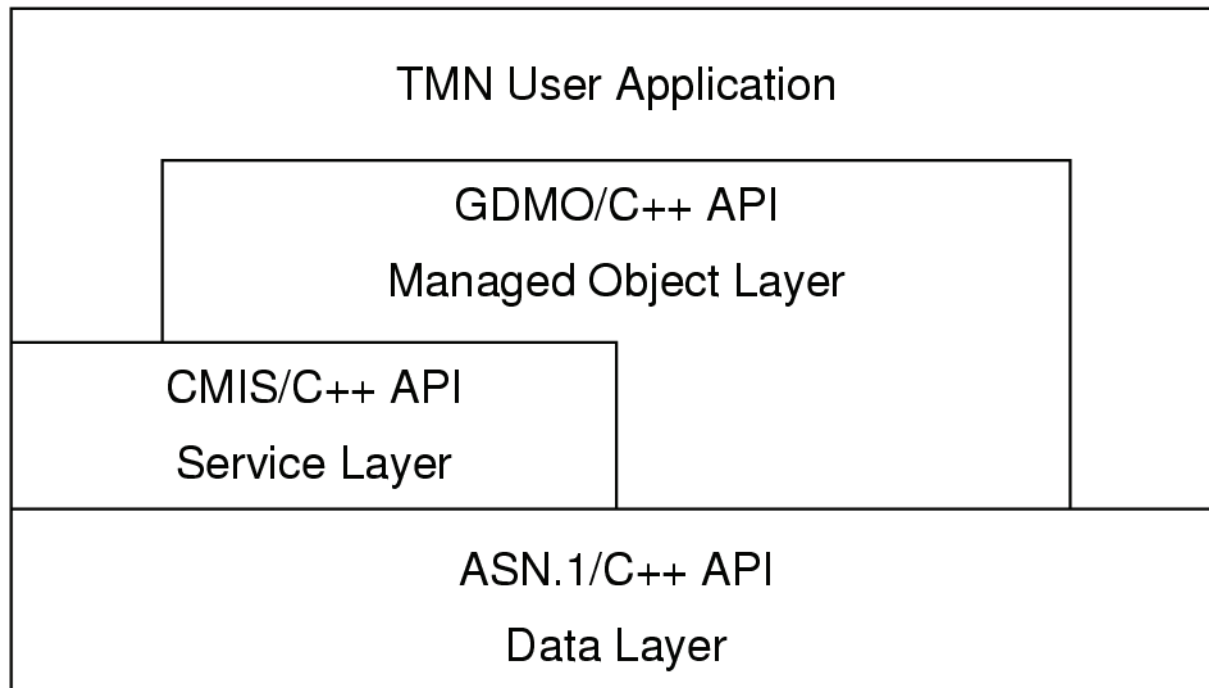 TMN User Application
GDMO/C++ API
Managed Object Layer
CMIS/C++ API
Service Layer
ASN.1/C++ API
Data Layer